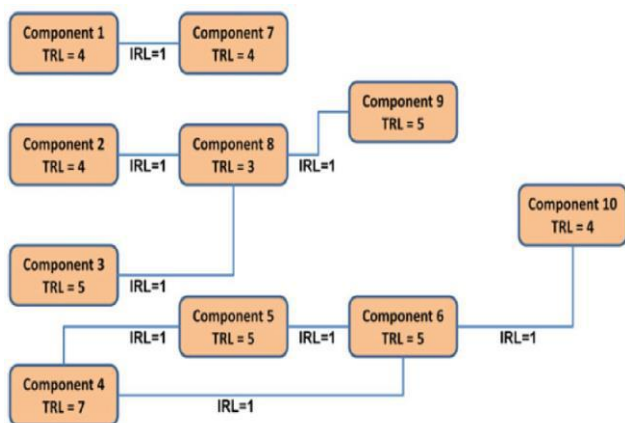 Component 1
TRL = 4
IRL=1
Component 7
TRL = 4
Component 9
TRL = 5
Component 2
TRL = 4
IRL=1
Component 8
TRL = 3
IRL=1
Component 10
TRL = 4
Component 3
TRL = 5
IRL=1
Component 5
TRL = 5
IRL=1
IRL=1
Component 6
TRL = 5
IRL=1
Component 4
TRL = 7
IRL=1